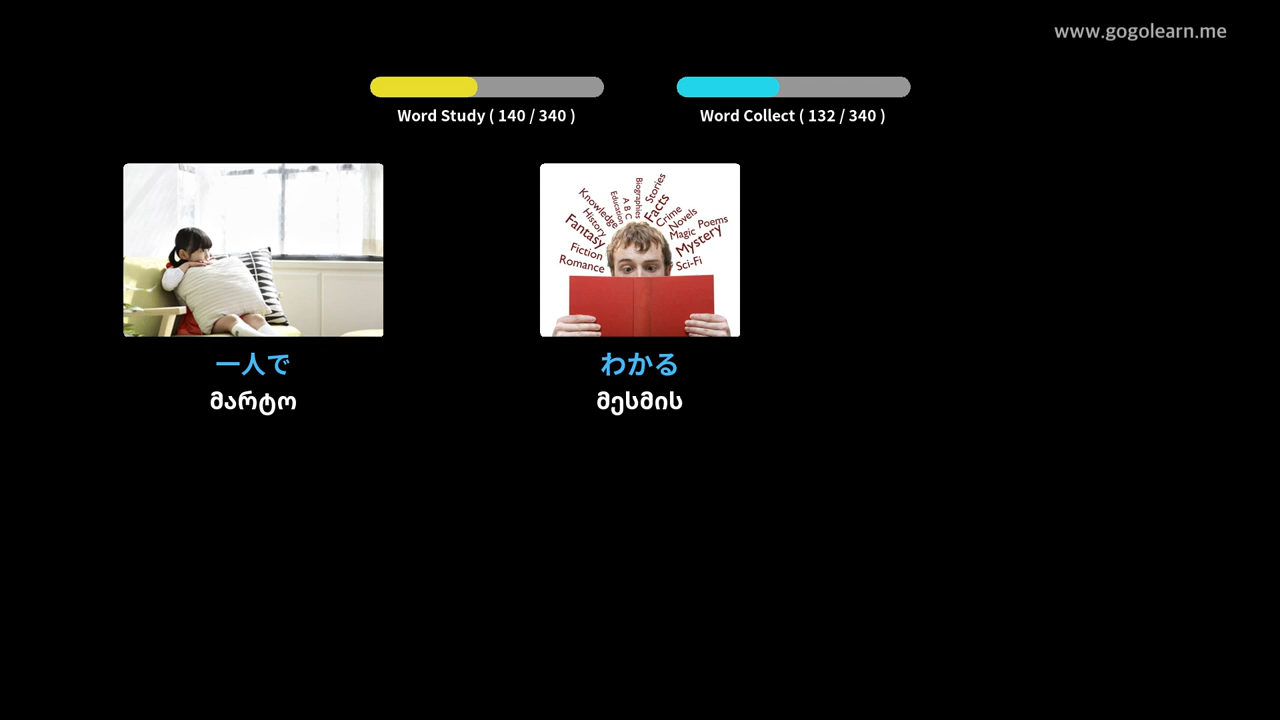 www.gogolearn.me
Word Study ( 140 / 340 )
Word Collect ( 132 / 340 )
Biographies
Stories
Knowledge
Education
A B C
Facts
History
Crime
Novels
Fantasy
Magic
Poems
Mystery
Fiction
Romance
Sci-Fi
一人で
わかる
მარტო
მესმის